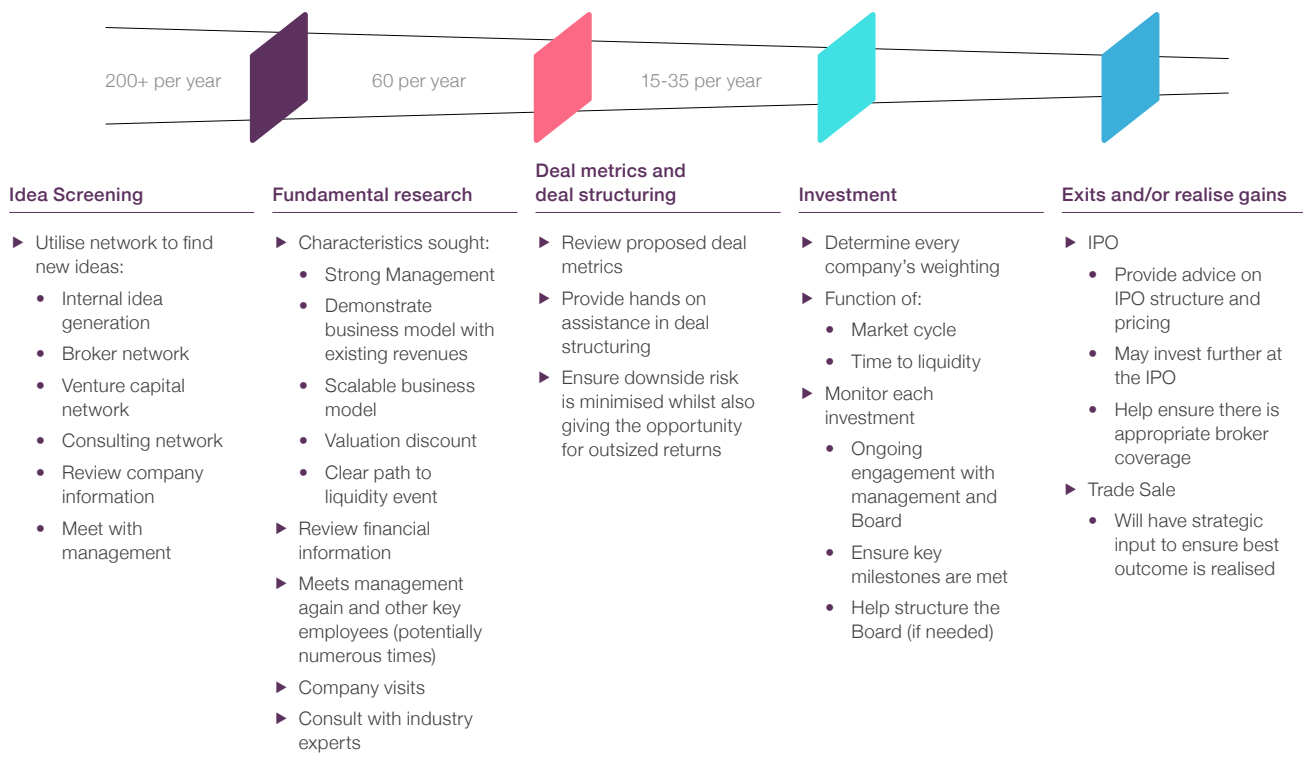 200+ per year
60 per year
15-35 per year
Idea Screening
▶ Utilise network to find
new ideas:
• Internal idea
generation
• Broker network
• Venture capital
network
• Consulting network
• Review company
information
• Meet with
management
Fundamental research
▶ Characteristics sought:
• Strong Management
• Demonstrate
business model with
existing revenues
• Scalable business
model
• Valuation discount
• Clear path to
liquidity event
▶ Review financial
information
▶ Meets management
again and other key
employees (potentially
numerous times)
▶ Company visits
▶ Consult with industry
experts
Deal metrics and
deal structuring
▶ Review proposed deal
metrics
▶ Provide hands on
assistance in deal
structuring
▶ Ensure downside risk
is minimised whilst also
giving the opportunity
for outsized returns
Investment
▶ Determine every
company’s weighting
▶ Function of:
• Market cycle
• Time to liquidity
▶ Monitor each
investment
• Ongoing
engagement with
management and
Board
• Ensure key
milestones are met
• Help structure the
Board (if needed)
Exits and/or realise gains
▶ IPO
• Provide advice on
IPO structure and
pricing
• May invest further at
the IPO
• Help ensure there is
appropriate broker
coverage
▶ Trade Sale
• Will have strategic
input to ensure best
outcome is realised